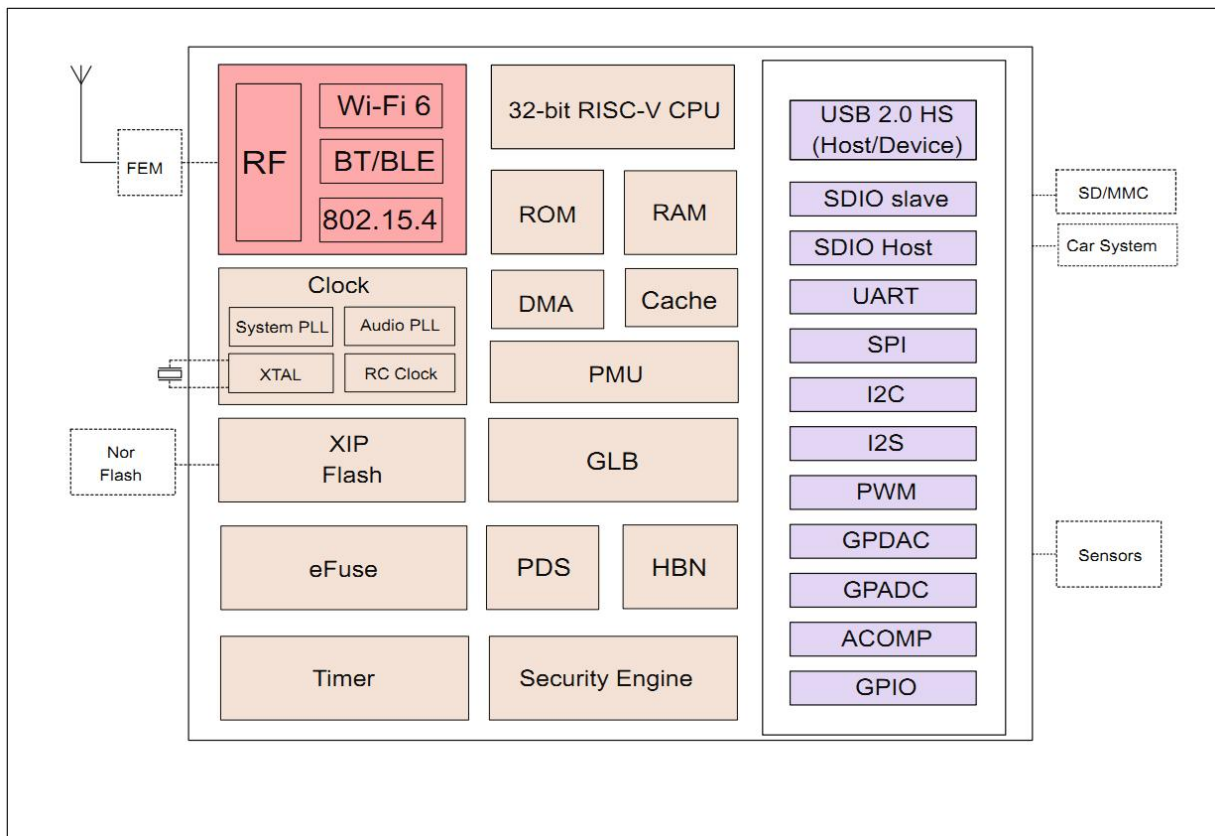 FEM
RF
Wi-Fi 6
BT/BLE
802.15.4
Clock
System PLL
Audio PLL
XTAL
RC Clock
Nor
Flash
XIP
Flash
eFuse
Timer
32-bit RISC-V CPU
ROM
RAM
DMA
Cache
PMU
GLB
PDS
HBN
Security Engine
USB 2.0 HS
(Host/Device)
SDIO slave
SDIO Host
UART
SPI
I2C
I2S
PWM
GPDAC
GPADC
ACOMP
GPIO
SD/MMC
Car System
Sensors